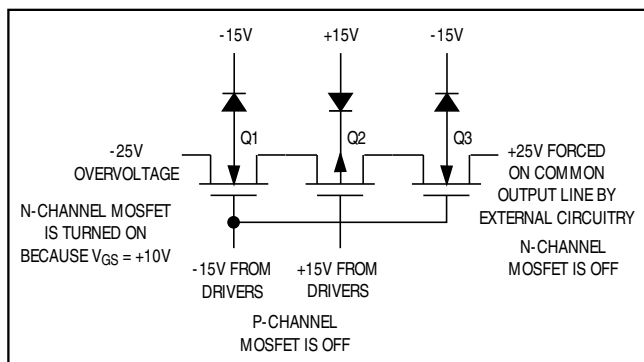 -15V
+15V
-15V
Q1
Q2
Q3
-25V
OVERVOLTAGE
+25V FORCED
ON COMMON
OUTPUT LINE BY
EXTERNAL CIRCUITRY
N-CHANNEL MOSFET
IS TURNED ON
BECAUSE VGS = +10V
-15V FROM
DRIVERS
+15V FROM
DRIVERS
N-CHANNEL
MOSFET IS OFF
P-CHANNEL
MOSFET IS OFF